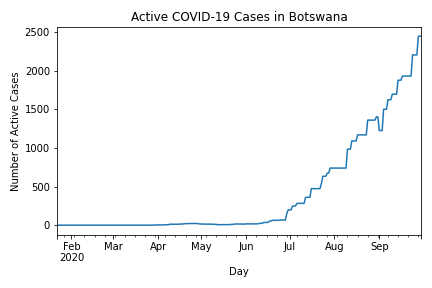 Active COVID-19 Cases in Botswana
Number of Active Cases
2500
2000
1500
1000
500
0
Feb Mar Apr May Jun Jul Aug Sep
2020
Day